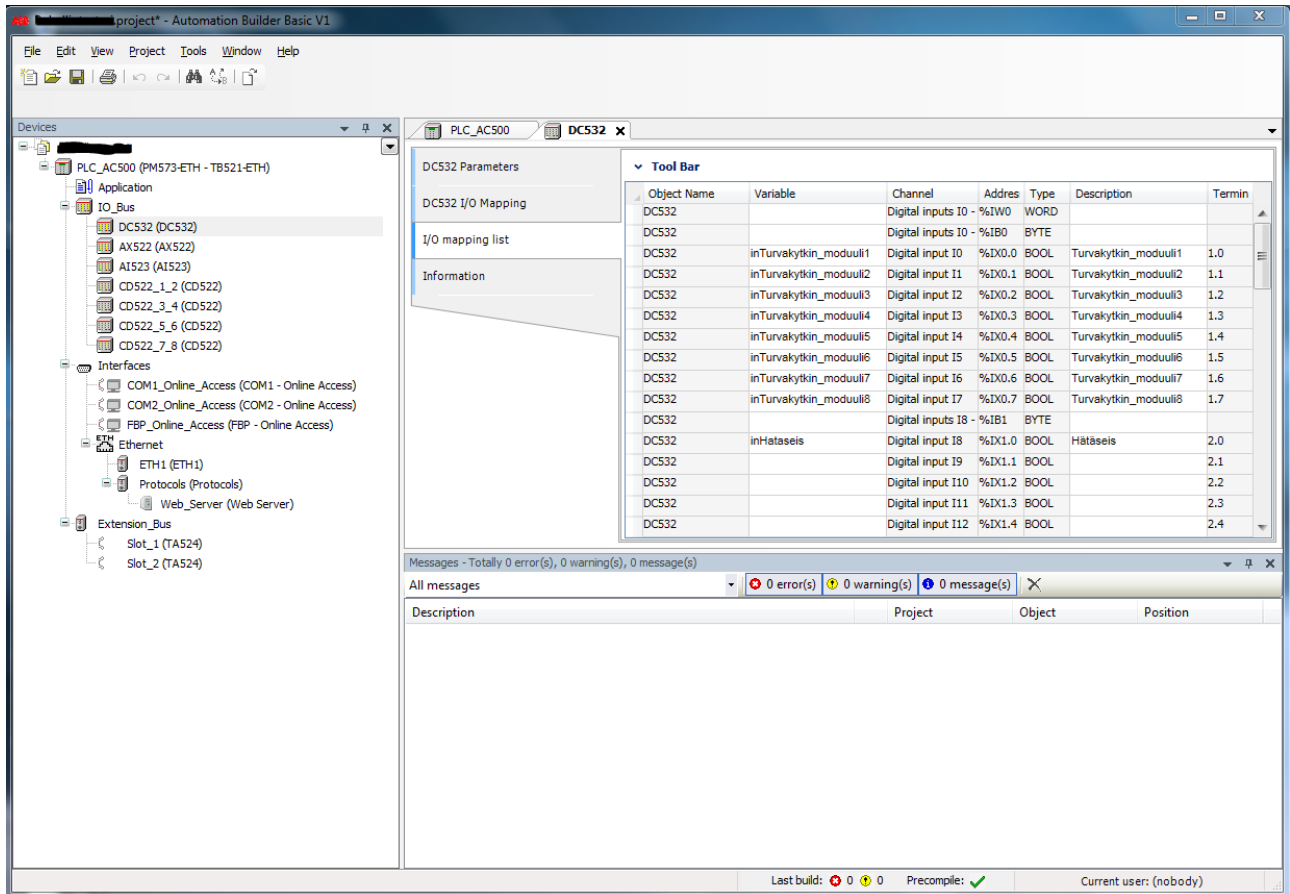 .project* - Automation Builder Basic V1
File Edit View Project Tools Window Help
Devices
PLC_AC500 (PM573-ETH - TB521-ETH)
Application
IO_Bus
DC532 (DC532)
AX522 (AX522)
AI523 (AI523)
CD522_1_2 (CD522)
CD522_3_4 (CD522)
CD522_5_6 (CD522)
CD522_7_8 (CD522)
Interfaces
COM1_Online_Access (COM1 - Online Access)
COM2_Online_Access (COM2 - Online Access)
FBP_Online_Access (FBP - Online Access)
ETH Ethernet
ETH1 (ETH1)
Protocols (Protocols)
Web_Server (Web Server)
Extension_Bus
Slot_1 (TA524)
Slot_2 (TA524)
PLC_AC500 DC532
DC532 Parameters
DC532 I/O Mapping
I/O mapping list
Information
Tool Bar
Object Name Variable Channel Addres Type Description Termin
DC532 Digital inputs I0 - %IW0 WORD
DC532 Digital inputs I0 - %IB0 BYTE
DC532 inTurvakytkin_moduuli1 Digital input I0 %IX0.0 BOOL Turvakytkin_moduuli1 1.0
DC532 inTurvakytkin_moduuli2 Digital input I1 %IX0.1 BOOL Turvakytkin_moduuli2 1.1
DC532 inTurvakytkin_moduuli3 Digital input I2 %IX0.2 BOOL Turvakytkin_moduuli3 1.2
DC532 inTurvakytkin_moduuli4 Digital input I3 %IX0.3 BOOL Turvakytkin_moduuli4 1.3
DC532 inTurvakytkin_moduuli5 Digital input I4 %IX0.4 BOOL Turvakytkin_moduuli5 1.4
DC532 inTurvakytkin_moduuli6 Digital input I5 %IX0.5 BOOL Turvakytkin_moduuli6 1.5
DC532 inTurvakytkin_moduuli7 Digital input I6 %IX0.6 BOOL Turvakytkin_moduuli7 1.6
DC532 inTurvakytkin_moduuli8 Digital input I7 %IX0.7 BOOL Turvakytkin_moduuli8 1.7
DC532 Digital inputs I8 - %IB1 BYTE
DC532 inHataseis Digital input I8 %IX1.0 BOOL Hätäseis 2.0
DC532 Digital input I9 %IX1.1 BOOL 2.1
DC532 Digital input I10 %IX1.2 BOOL 2.2
DC532 Digital input I11 %IX1.3 BOOL 2.3
DC532 Digital input I12 %IX1.4 BOOL 2.4
Messages - Totally 0 error(s), 0 warning(s), 0 message(s)
All messages 0 error(s) 0 warning(s) 0 message(s)
Description Project Object Position
Last build: 0 0 Precompile: Current user: (nobody)